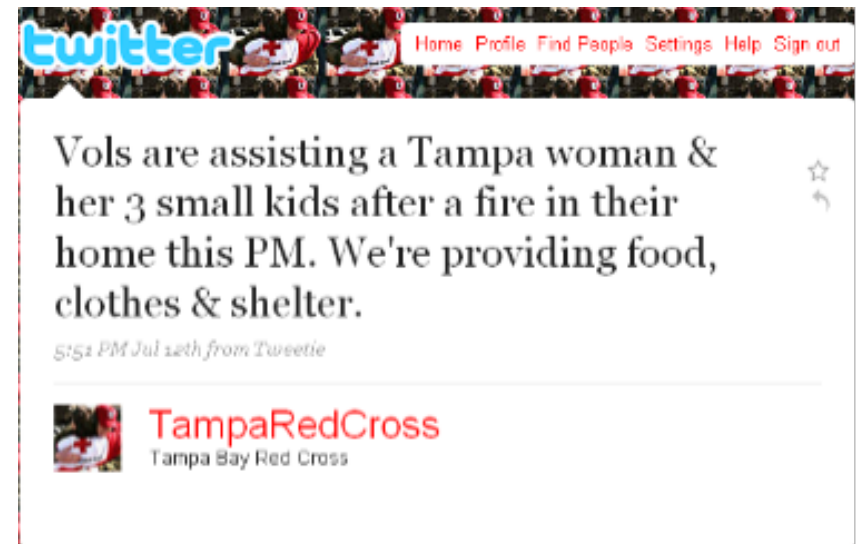 twitter
Home Profile Find People Settings Help Sign out
Vols are assisting a Tampa woman &
her 3 small kids after a fire in their
home this PM. We're providing food,
clothes & shelter.
5:51 PM Jul 12th from Tweetie
TampaRedCross
Tampa Bay Red Cross